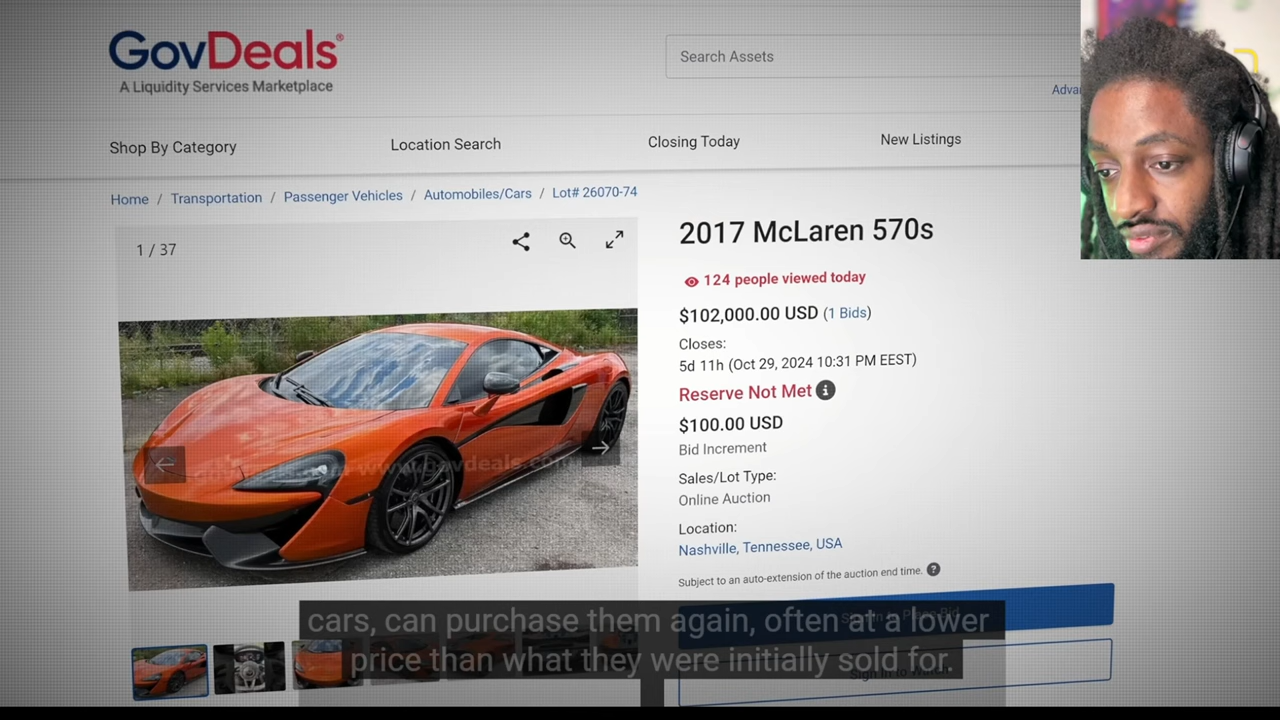 GovDeals®
A Liquidity Services Marketplace
Search Assets
Shop By Category
Location Search
Closing Today
New Listings
Home / Transportation / Passenger Vehicles / Automobiles/Cars / Lot# 26070-74
1 / 37
2017 McLaren 570s
124 people viewed today
$102,000.00 USD (1 Bids)
Closes:
5d 11h (Oct 29, 2024 10:31 PM EEST)
Reserve Not Met
$100.00 USD
Bid Increment
Sales/Lot Type:
Online Auction
Location:
Nashville, Tennessee, USA
Subject to an auto-extension of the auction end time.
www.govdeals.com
cars, can purchase them again, often at a lower
price than what they were initially sold for.